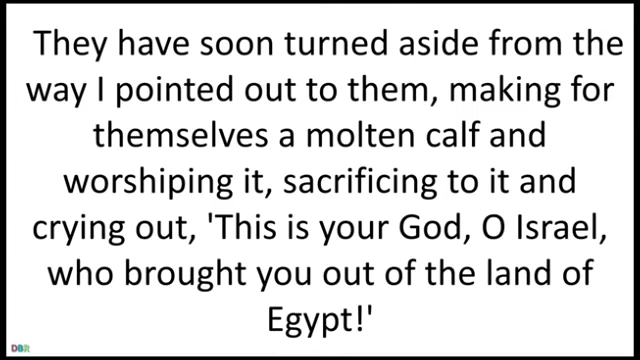 They have soon turned aside from the
way I pointed out to them, making for
themselves a molten calf and
worshiping it, sacrificing to it and
crying out, 'This is your God, O Israel,
who brought you out of the land of
Egypt!'
DBR